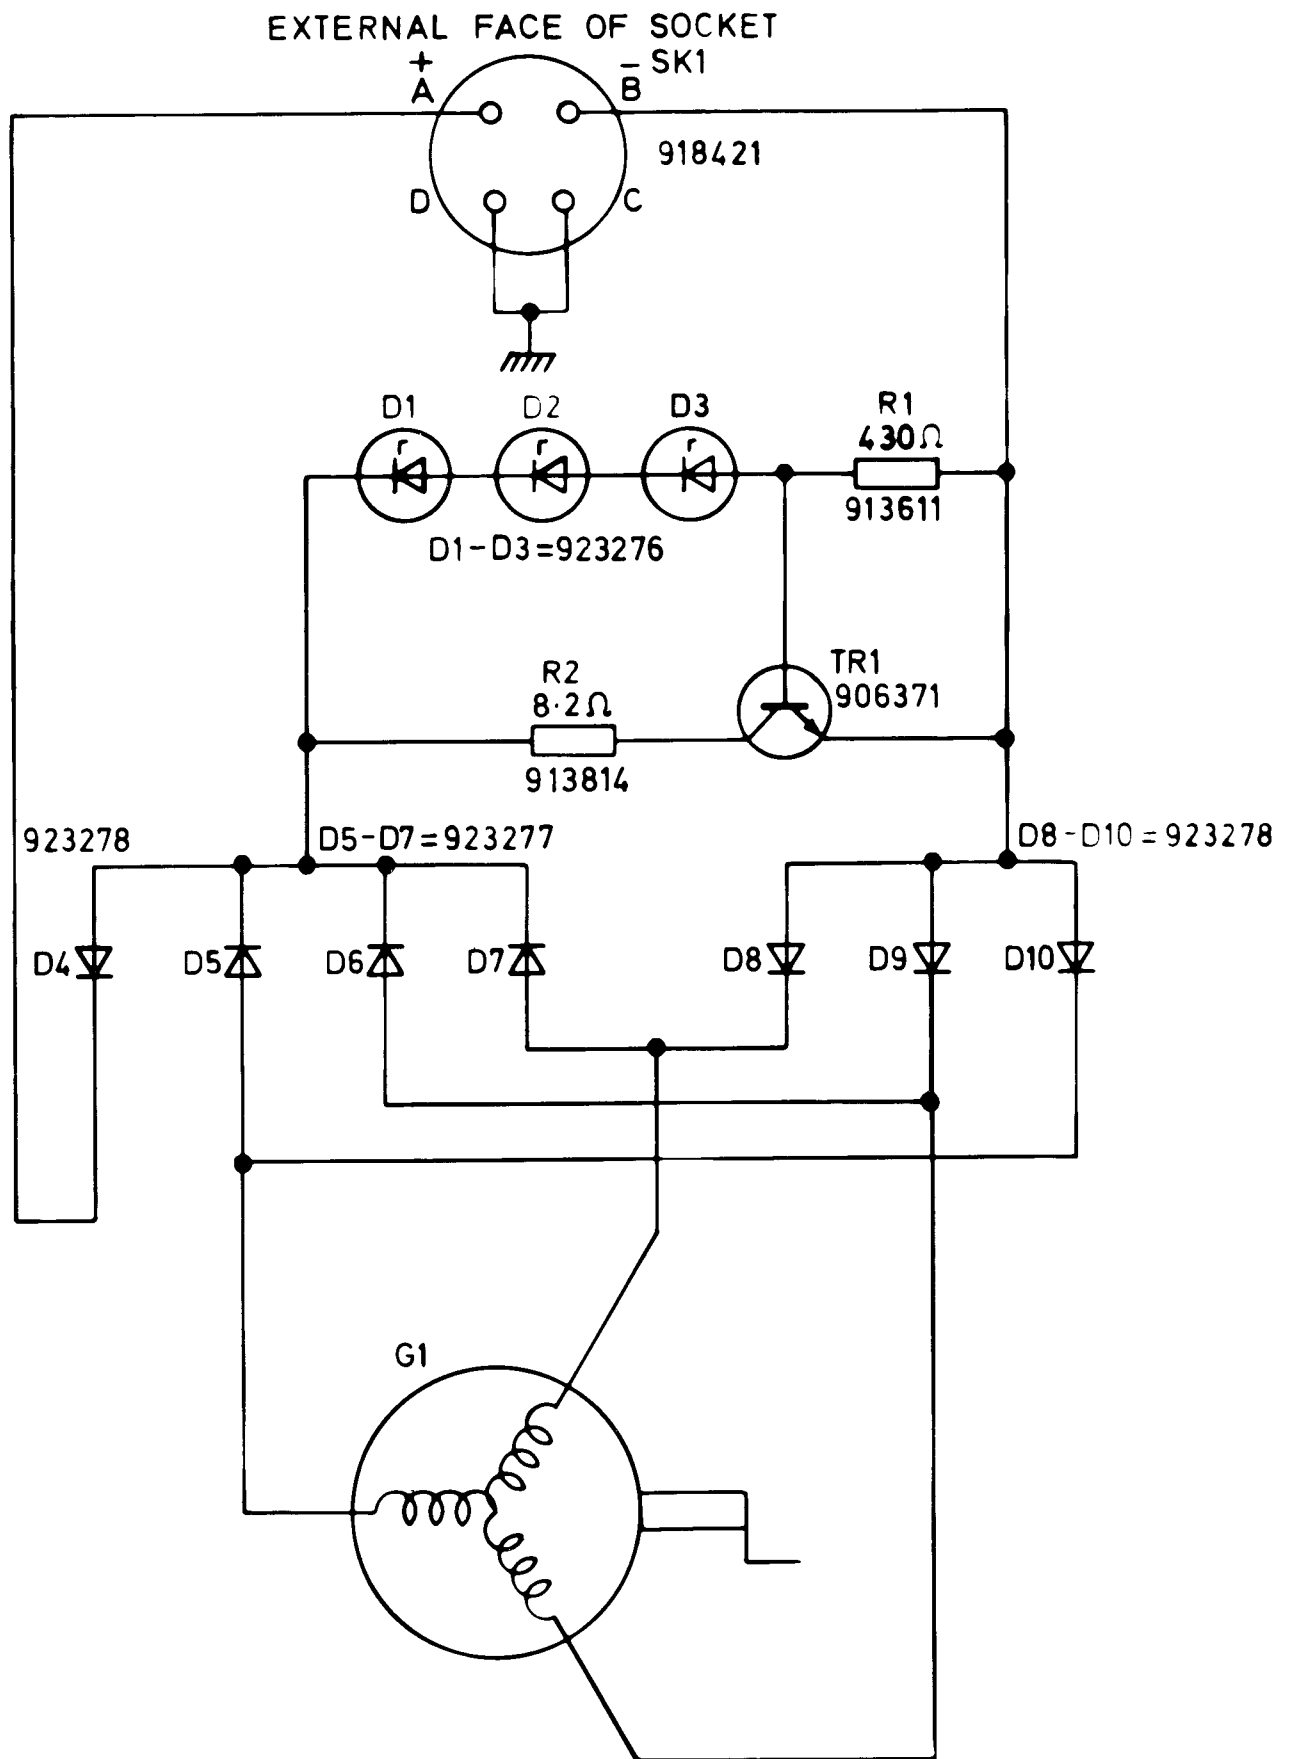 EXTERNAL FACE OF SOCKET
+ − SK1
A B
918421
D C
D1 D2 D3 R1
430Ω
913611
D1-D3=923276
R2 TR1
8·2Ω 906371
913814
923278 D5-D7=923277 D8-D10=923278
D4 D5 D6 D7 D8 D9 D10
G1